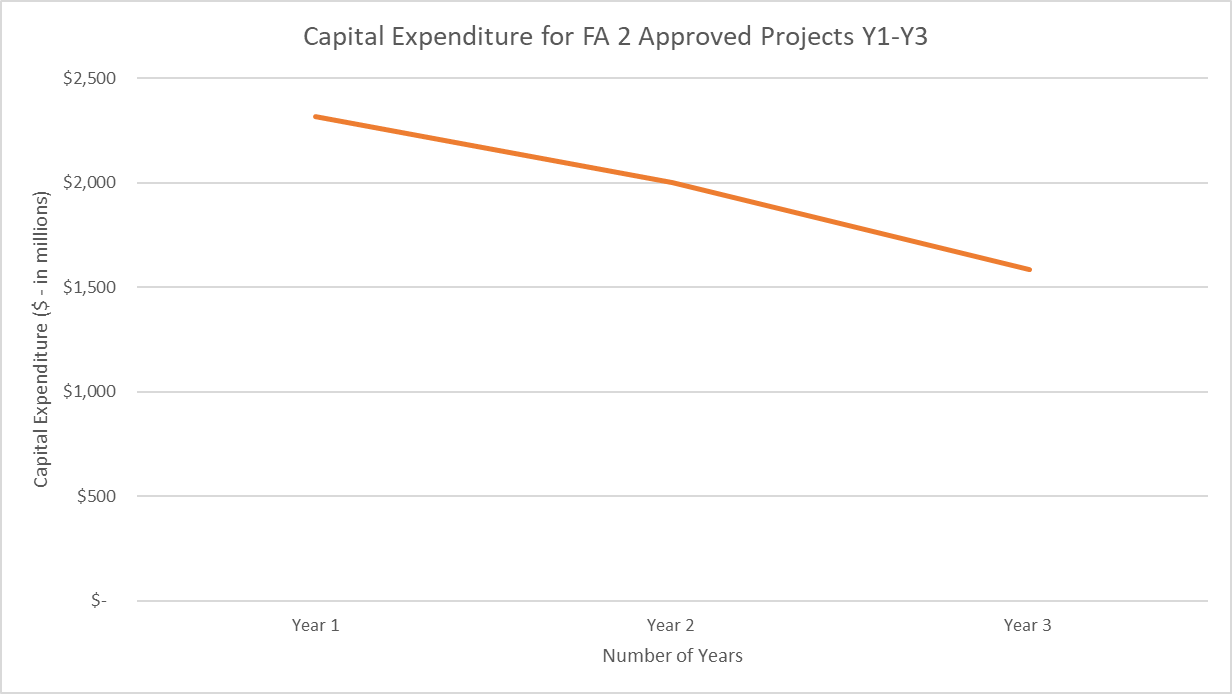 Capital Expenditure for FA 2 Approved Projects Y1-Y3
$2,500
$2,000
$1,500
$1,000
$500
$-
Capital Expenditure ($ - in millions)
Year 1
Year 2
Year 3
Number of Years